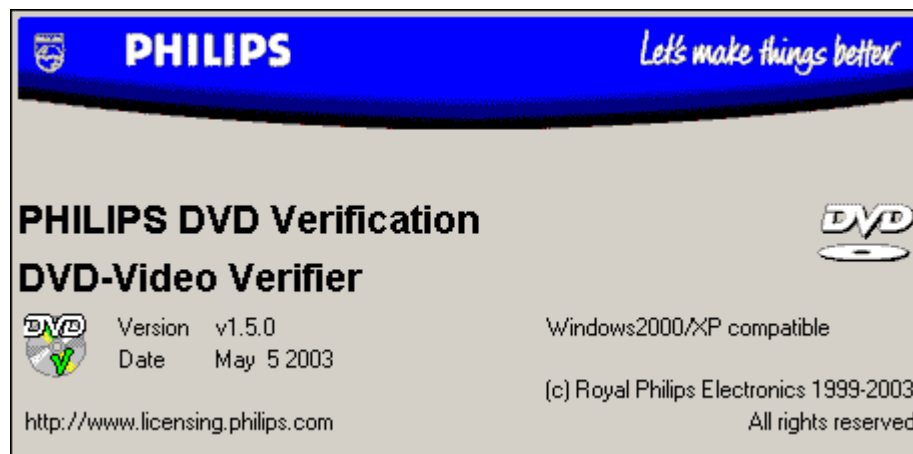 PHILIPS
Let's make things better.
PHILIPS DVD Verification
DVD
DVD-Video Verifier
DVD
Version v1.5.0
Windows2000/XP compatible
Date May 5 2003
(c) Royal Philips Electronics 1999-2003
http://www.licensing.philips.com
All rights reserved